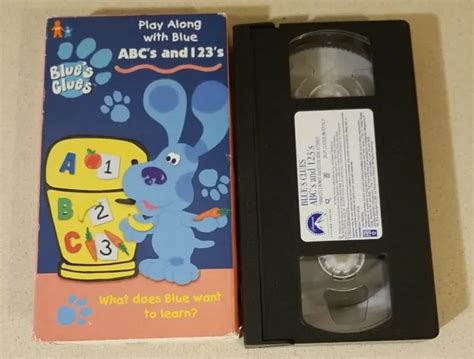 Play Along
with Blue
ABC's and 123's
Blue's
Clues
A 1
B 2
C 3
What does Blue want
to learn?
BLUE'S CLUES
ABC's and 123's